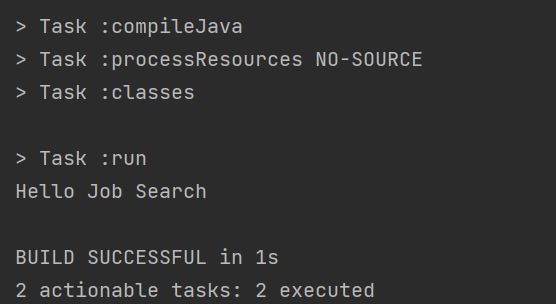 > Task :compileJava
> Task :processResources NO-SOURCE
> Task :classes
> Task :run
Hello Job Search
BUILD SUCCESSFUL in 1s
2 actionable tasks: 2 executed